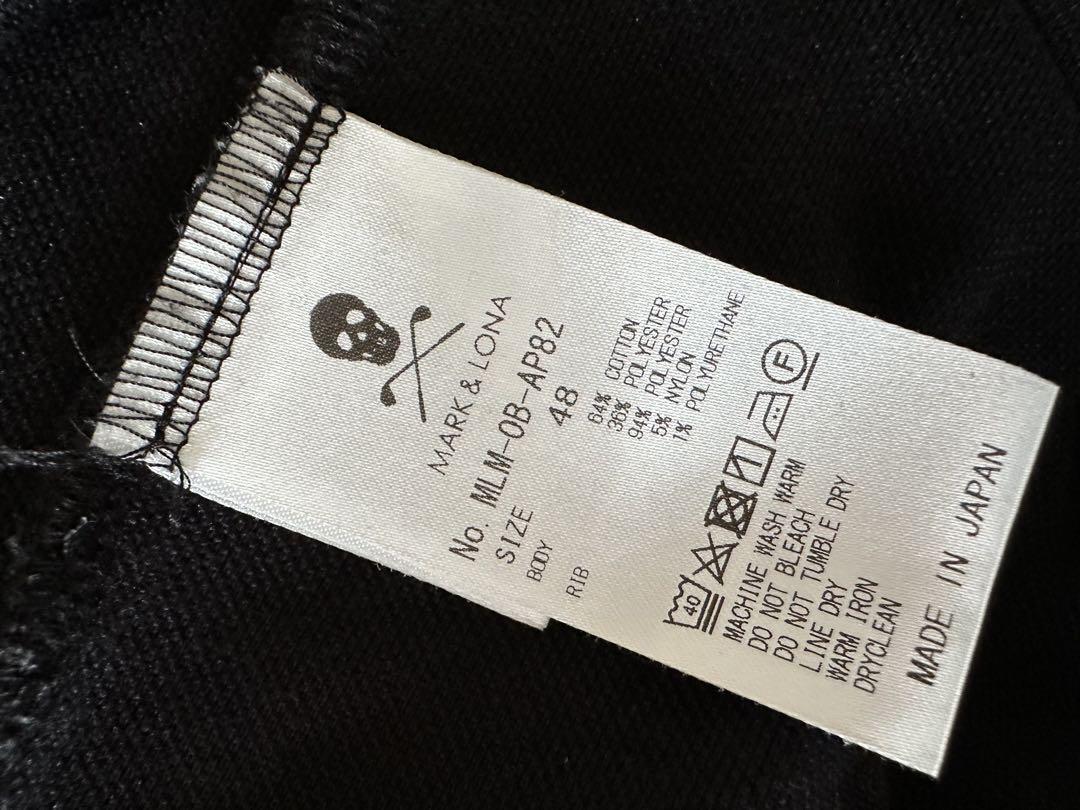 MARK & LONA
No. MLM-OB-AP82
SIZE 48
BODY 64% COTTON
36% POLYESTER
RIB 94% POLYESTER
5% NYLON
1% POLYURETHANE
40 F
MACHINE WASH WARM
DO NOT BLEACH
DO NOT TUMBLE DRY
LINE DRY
WARM IRON
DRYCLEAN
MADE IN JAPAN